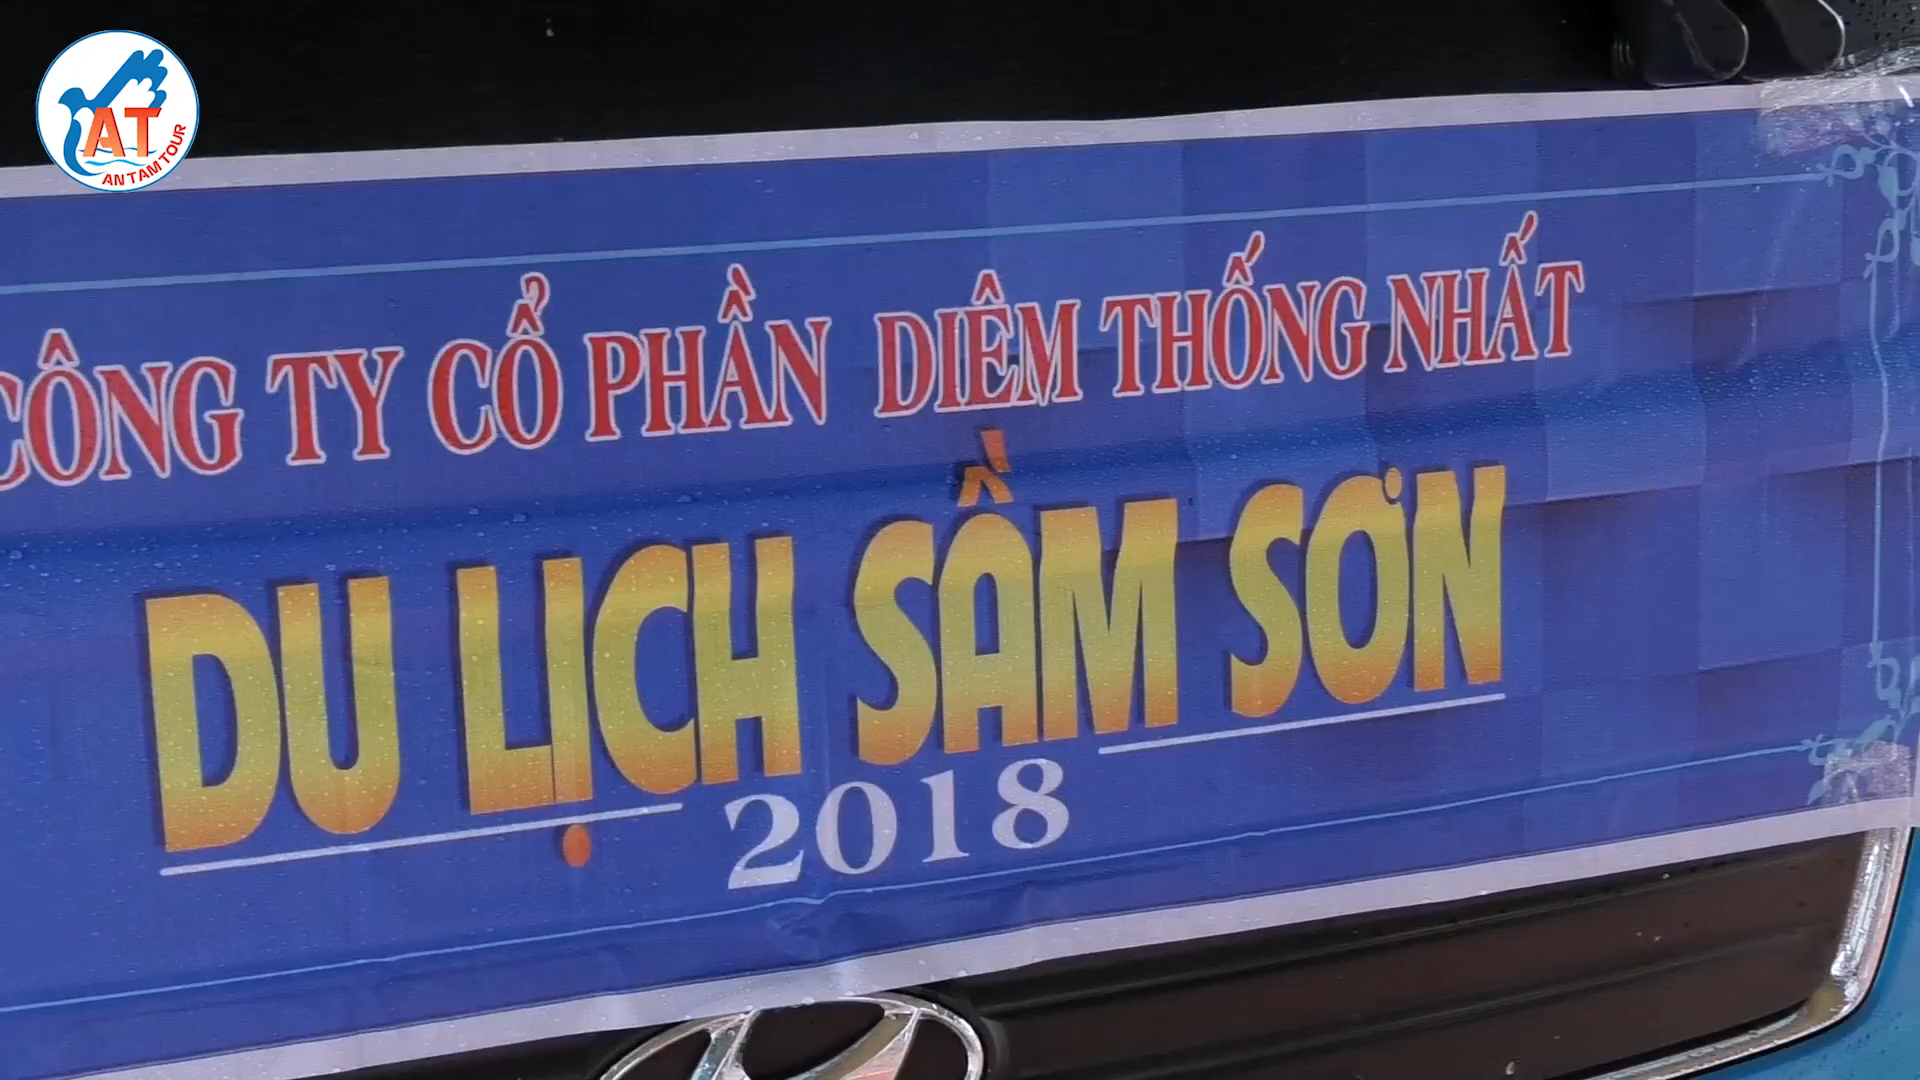 AT
AN TAM TOUR
CÔNG TY CỔ PHẦN DIÊM THỐNG NHẤT
DU LỊCH SẦM SƠN
2018